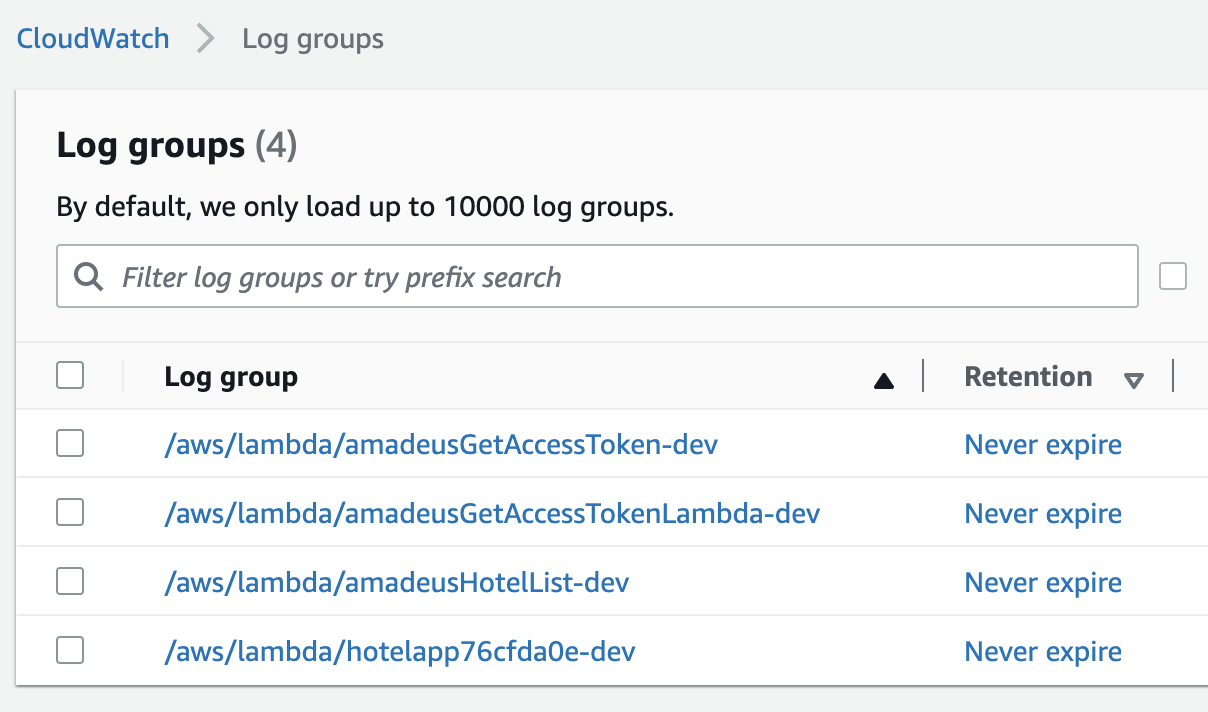 CloudWatch Log groups
Log groups (4)
By default, we only load up to 10000 log groups.
Filter log groups or try prefix search
Log group Retention
/aws/lambda/amadeusGetAccessToken-dev Never expire
/aws/lambda/amadeusGetAccessTokenLambda-dev Never expire
/aws/lambda/amadeusHotelList-dev Never expire
/aws/lambda/hotelapp76cfda0e-dev Never expire